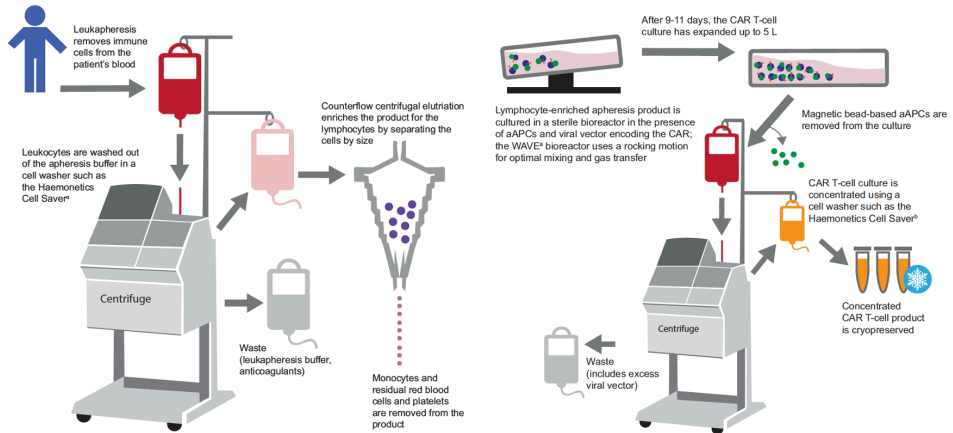 Leukapheresis
removes immune
cells from the
patient's blood
Leukocytes are washed out
of the apheresis buffer in a
cell washer such as
the Haemonetics
Cell Saverᵃ
Centrifuge
Waste
(leukapheresis buffer,
anticoagulants)
Counterflow centrifugal elutriation
enriches the product for the
lymphocytes by separating the
cells by size
Monocytes and
residual red blood
cells and platelets
are removed from the
product
After 9-11 days, the CAR T-cell
culture has expanded up to 5 L
Lymphocyte-enriched apheresis product is
cultured in a sterile bioreactor in the presence
of aAPCs and viral vector encoding the CAR;
the WAVEᵃ bioreactor uses a rocking motion
for optimal mixing and gas transfer
Magnetic bead-based aAPCs are
removed from the culture
CAR T-cell culture is
concentrated using a
cell washer such as the
Haemonetics Cell Saverᵇ
Centrifuge
Concentrated
CAR T-cell product
is cryopreserved
Waste
(includes excess
viral vector)